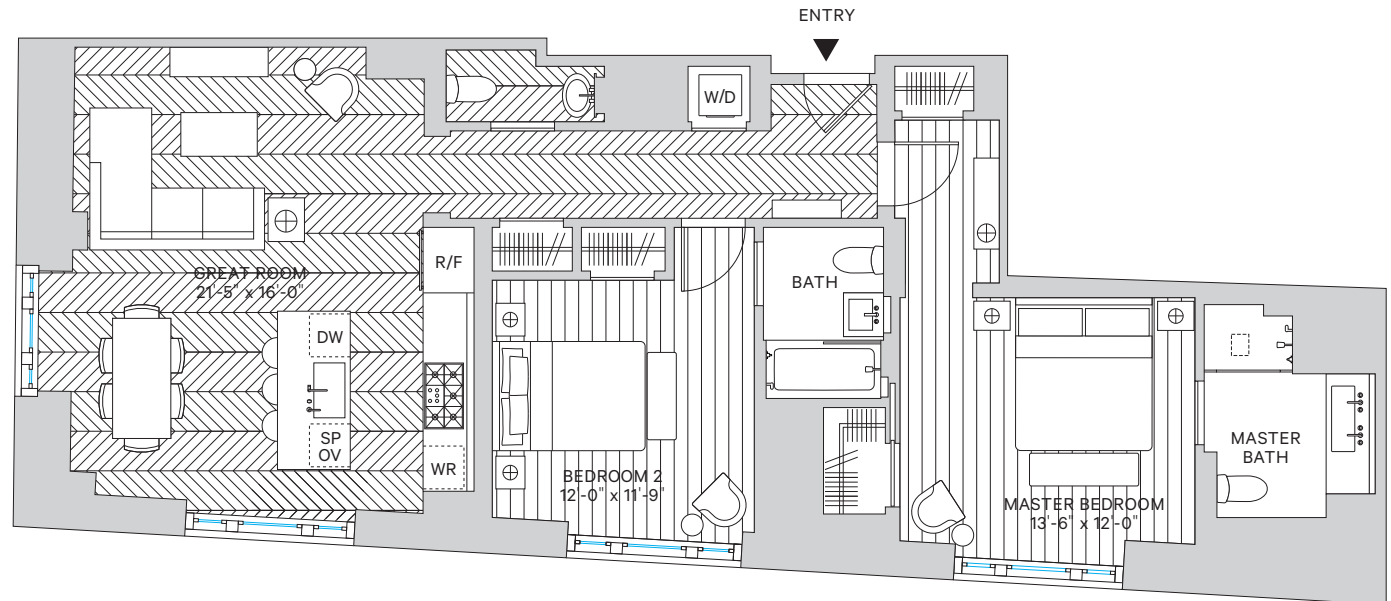 ENTRY
W/D
R/F
GREAT ROOM
21'-5" x 16'-0"
BATH
DW
SP
OV
WR
BEDROOM 2
12'-0" x 11'-9"
MASTER
BATH
MASTER BEDROOM
13'-6" x 12'-0"